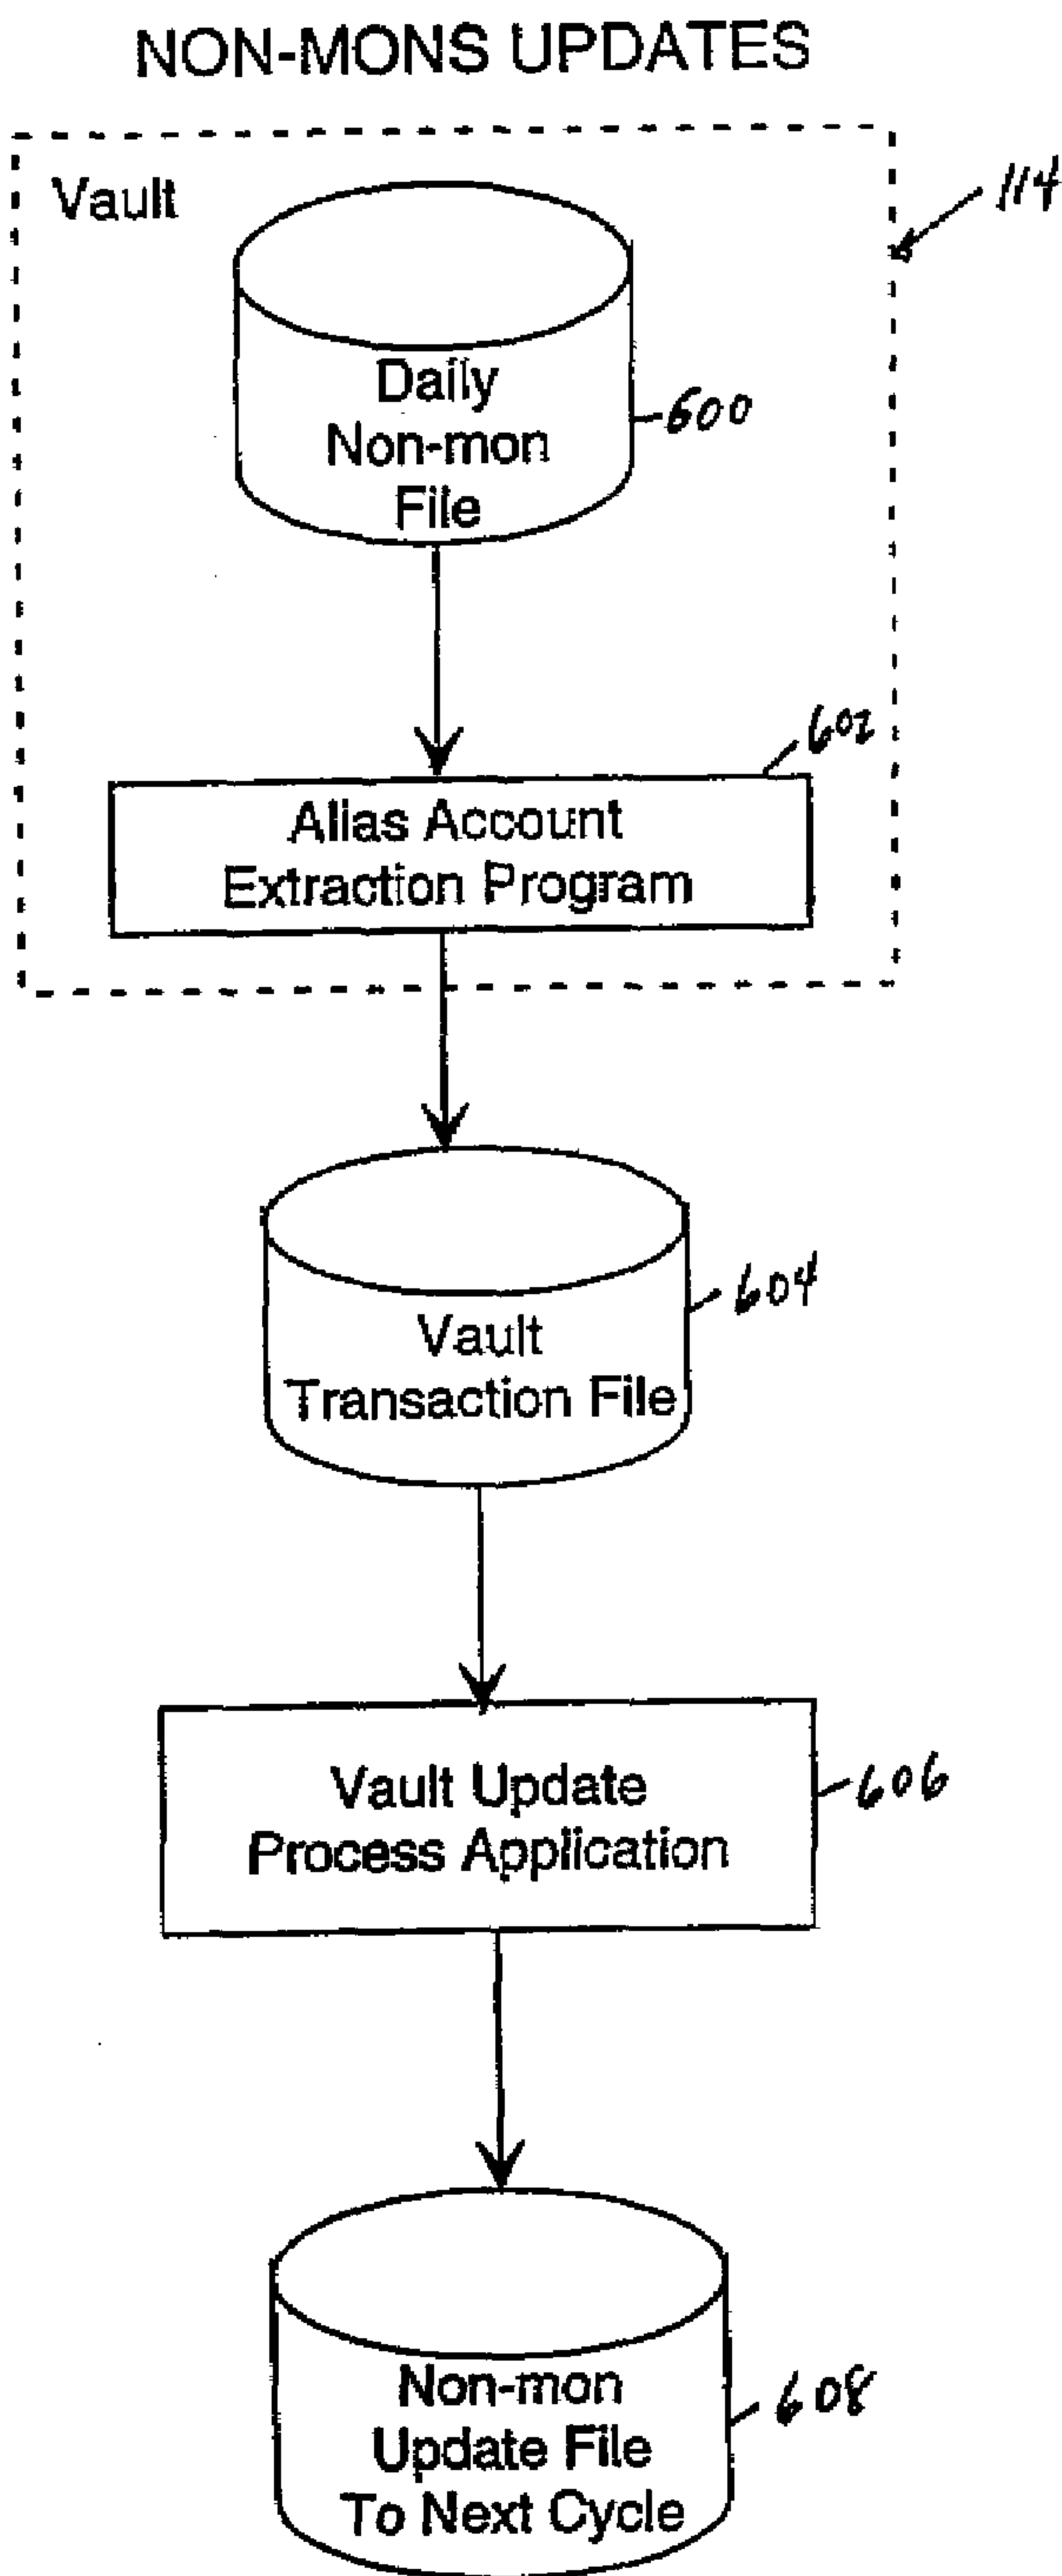 NON-MONS UPDATES
Vault
114
Daily
Non-mon
File
600
602
Alias Account
Extraction Program
604
Vault
Transaction File
Vault Update
Process Application
606
Non-mon
Update File
To Next Cycle
608